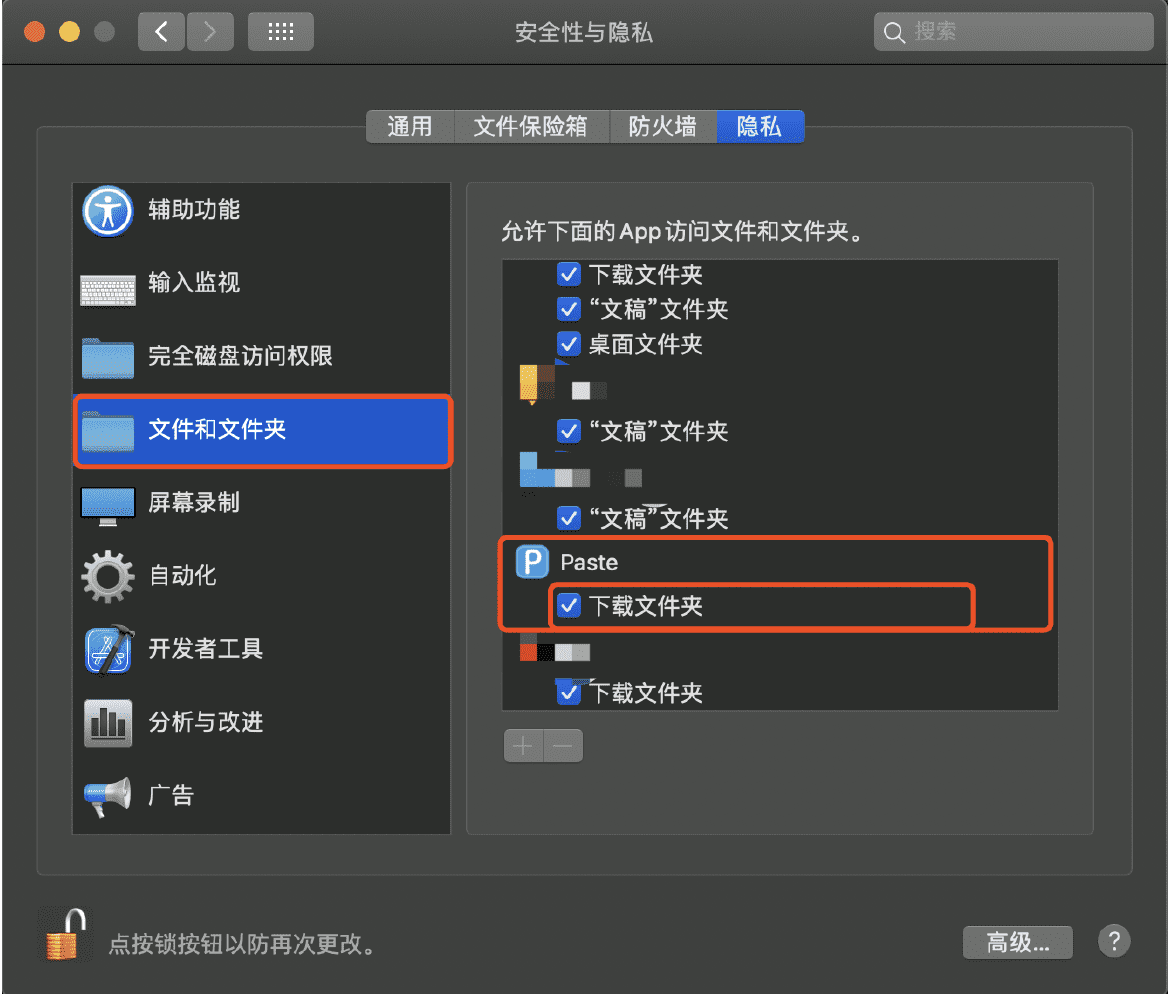 安全性与隐私
搜索
通用 文件保险箱 防火墙 隐私
辅助功能
输入监视
完全磁盘访问权限
文件和文件夹
屏幕录制
自动化
开发者工具
分析与改进
广告
允许下面的App访问文件和文件夹。
下载文件夹
“文稿”文件夹
桌面文件夹
“文稿”文件夹
“文稿”文件夹
P Paste
下载文件夹
下载文件夹
点按锁按钮以防再次更改。
高级...
?